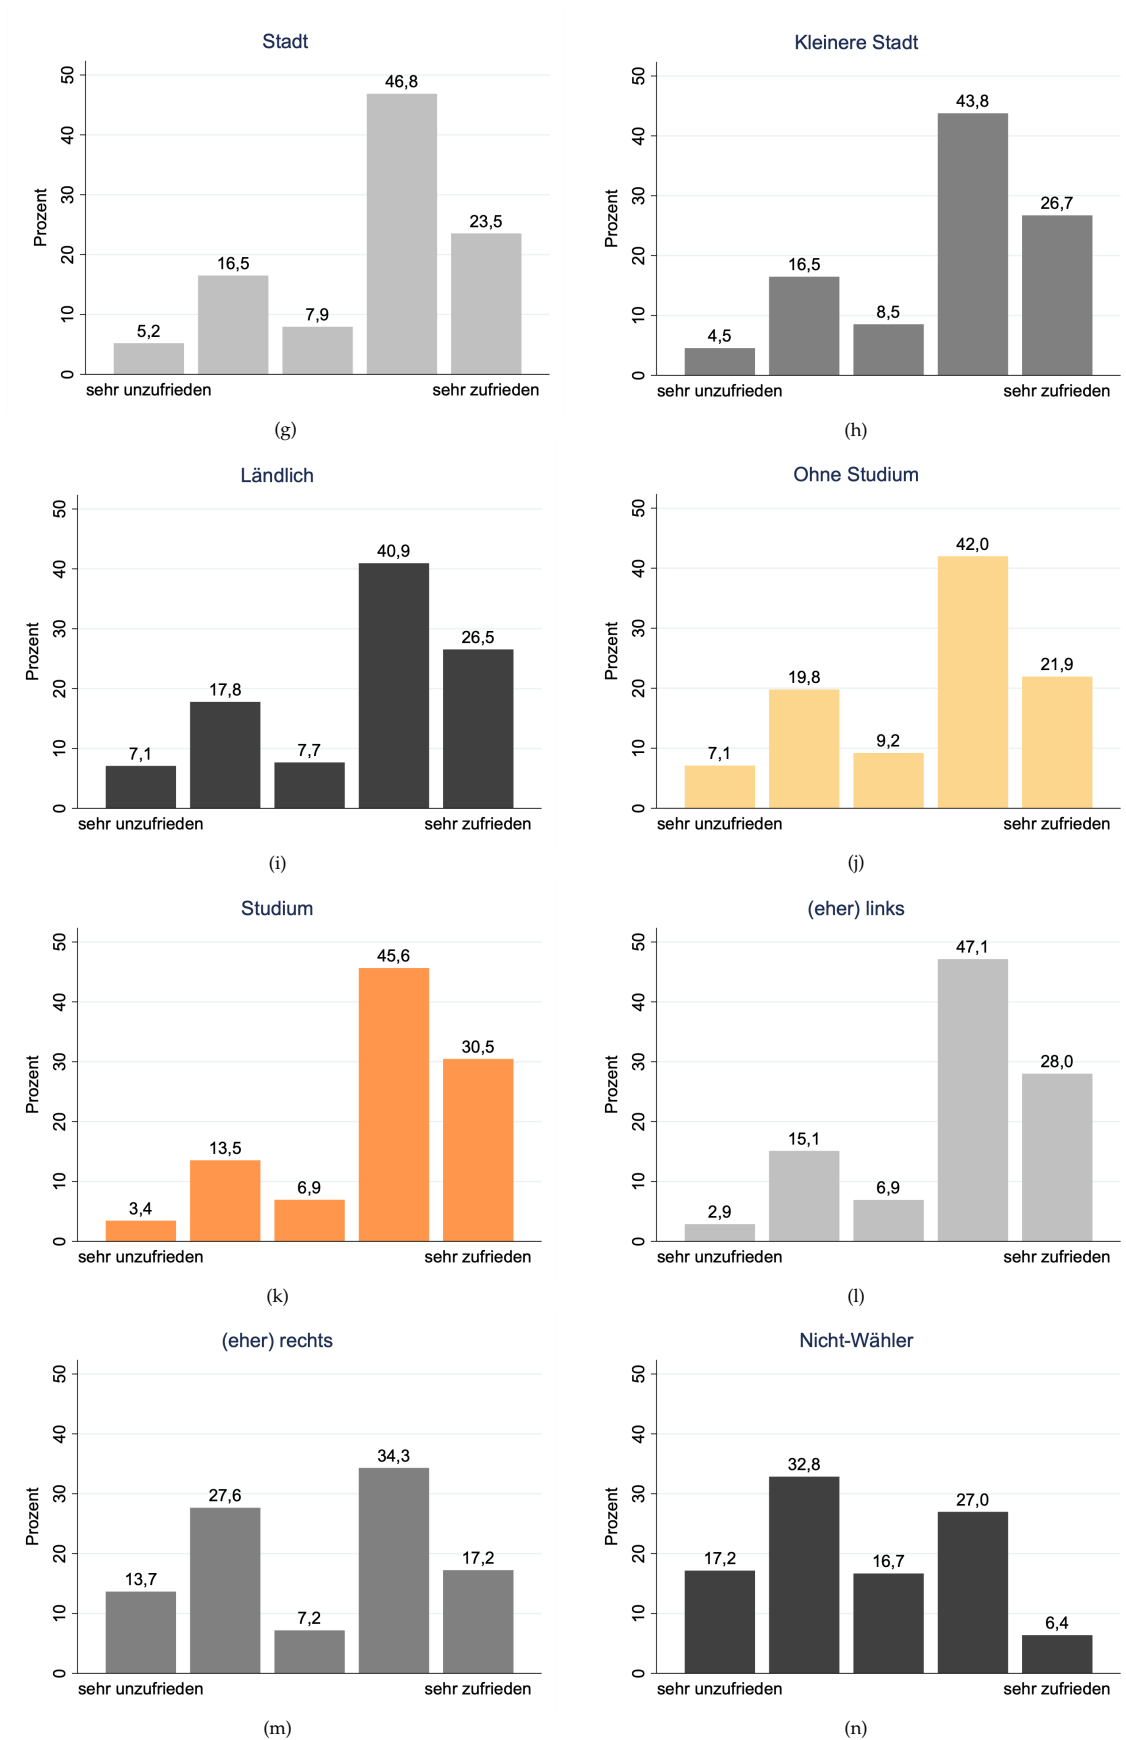 Stadt
Prozent
0
10
20
30
40
50
5,2
16,5
7,9
46,8
23,5
sehr unzufrieden
sehr zufrieden
(g)
Kleinere Stadt
Prozent
0
10
20
30
40
50
4,5
16,5
8,5
43,8
26,7
sehr unzufrieden
sehr zufrieden
(h)
Ländlich
Prozent
0
10
20
30
40
50
7,1
17,8
7,7
40,9
26,5
sehr unzufrieden
sehr zufrieden
(i)
Ohne Studium
Prozent
0
10
20
30
40
50
7,1
19,8
9,2
42,0
21,9
sehr unzufrieden
sehr zufrieden
(j)
Studium
Prozent
0
10
20
30
40
50
3,4
13,5
6,9
45,6
30,5
sehr unzufrieden
sehr zufrieden
(k)
(eher) links
Prozent
0
10
20
30
40
50
2,9
15,1
6,9
47,1
28,0
sehr unzufrieden
sehr zufrieden
(l)
(eher) rechts
Prozent
0
10
20
30
40
50
13,7
27,6
7,2
34,3
17,2
sehr unzufrieden
sehr zufrieden
(m)
Nicht-Wähler
Prozent
0
10
20
30
40
50
17,2
32,8
16,7
27,0
6,4
sehr unzufrieden
sehr zufrieden
(n)